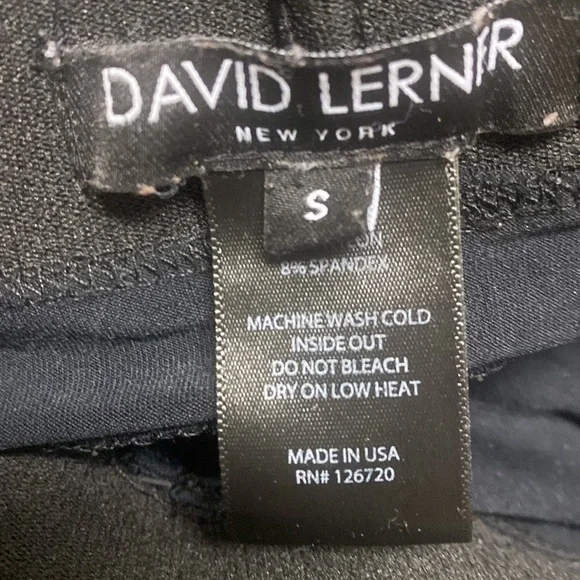 DAVID LERNER
NEW YORK
S
8% SPANDEX
MACHINE WASH COLD
INSIDE OUT
DO NOT BLEACH
DRY ON LOW HEAT
MADE IN USA
RN# 126720